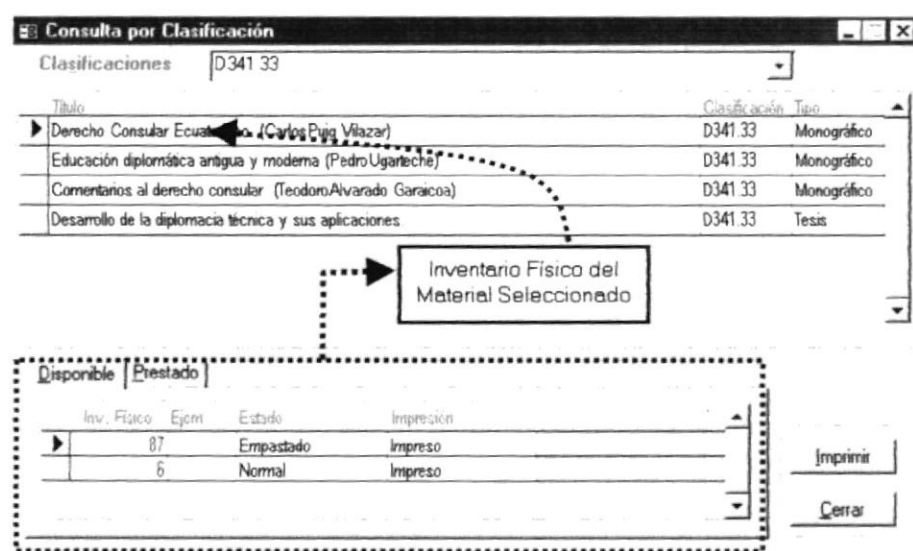 Consulta por Clasificación
Clasificaciones D341 33
Título Clasificación Tipo
Derecho Consular (Carlos Puig Vilazar) D341.33 Monográfico
Educación diplomática antigua y moderna (Pedro Ugarteche) D341.33 Monográfico
Comentarios al derecho consular (Teodoro Alvarado Garaicoa) D341 33 Monográfico
Desarrollo de la diplomacia técnica y sus aplicaciones D341.33 Tesis
Inventario Físico del
Material Seleccionado
Disponible Prestado
Inv. Físico Ejem Estado Impresión
87 Empastado Impreso
6 Normal Impreso
Imprimir
Cerrar